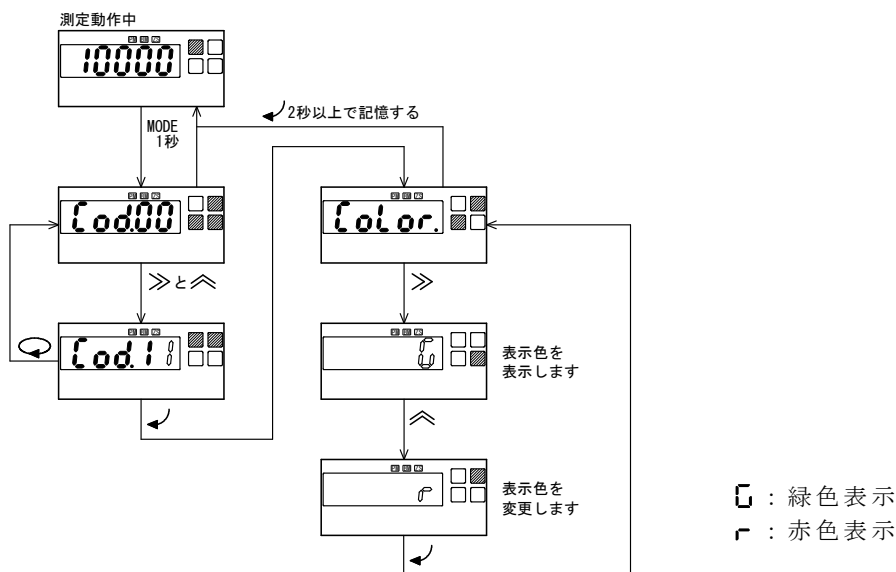 測定動作中
10000
MODE
1秒
2秒以上で記憶する
Cod.00
CoLor.
≫と︽
≫
Cod.11
G
表示色を
表示します
︽
r
表示色を
変更します
G：緑色表示
r：赤色表示